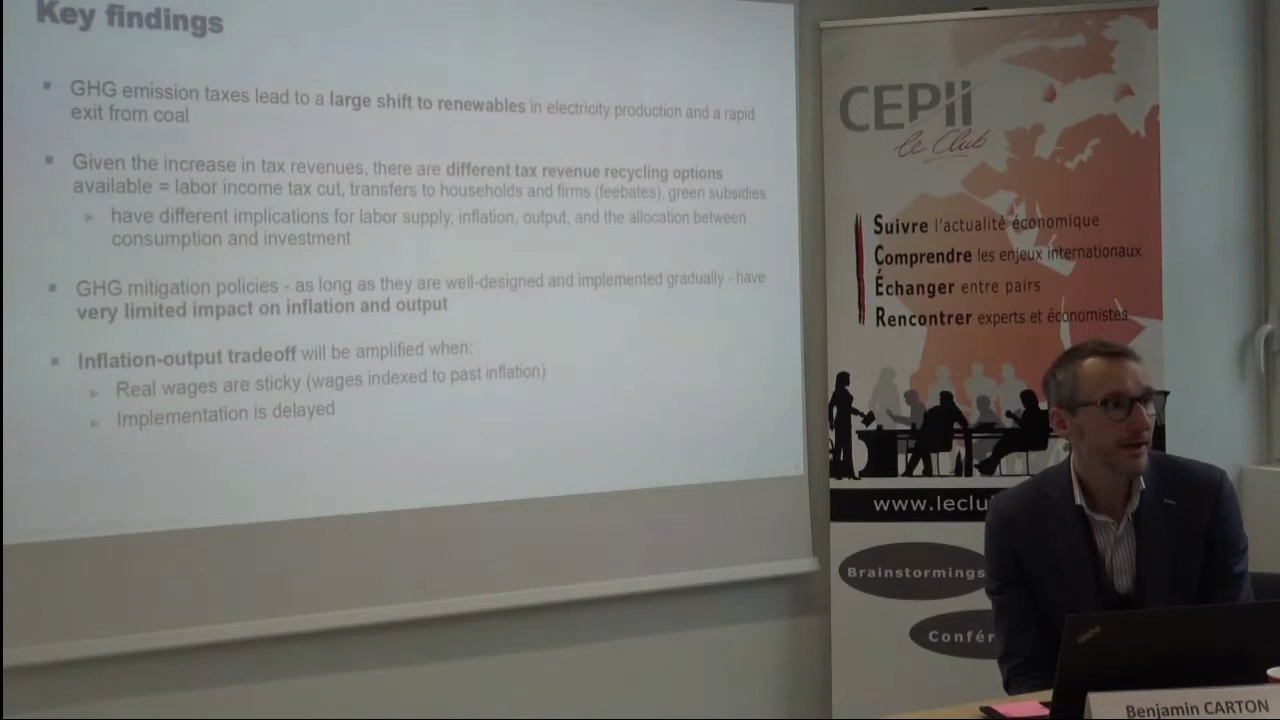 Key findings
GHG emission taxes lead to a large shift to renewables in electricity production and a rapid
exit from coal
Given the increase in tax revenues, there are different tax revenue recycling options
available = labor income tax cut, transfers to households and firms (feebates), green subsidies
have different implications for labor supply, inflation, output, and the allocation between
consumption and investment
GHG mitigation policies - as long as they are well-designed and implemented gradually - have
very limited impact on inflation and output
Inflation-output tradeoff will be amplified when:
Real wages are sticky (wages indexed to past inflation)
Implementation is delayed
CEPII
le Club
Suivre l'actualité économique
Comprendre les enjeux internationaux
Échanger entre pairs
Rencontrer experts et économistes
www.leclu
Brainstormings
Confér
ThinkPad
Benjamin CARTON